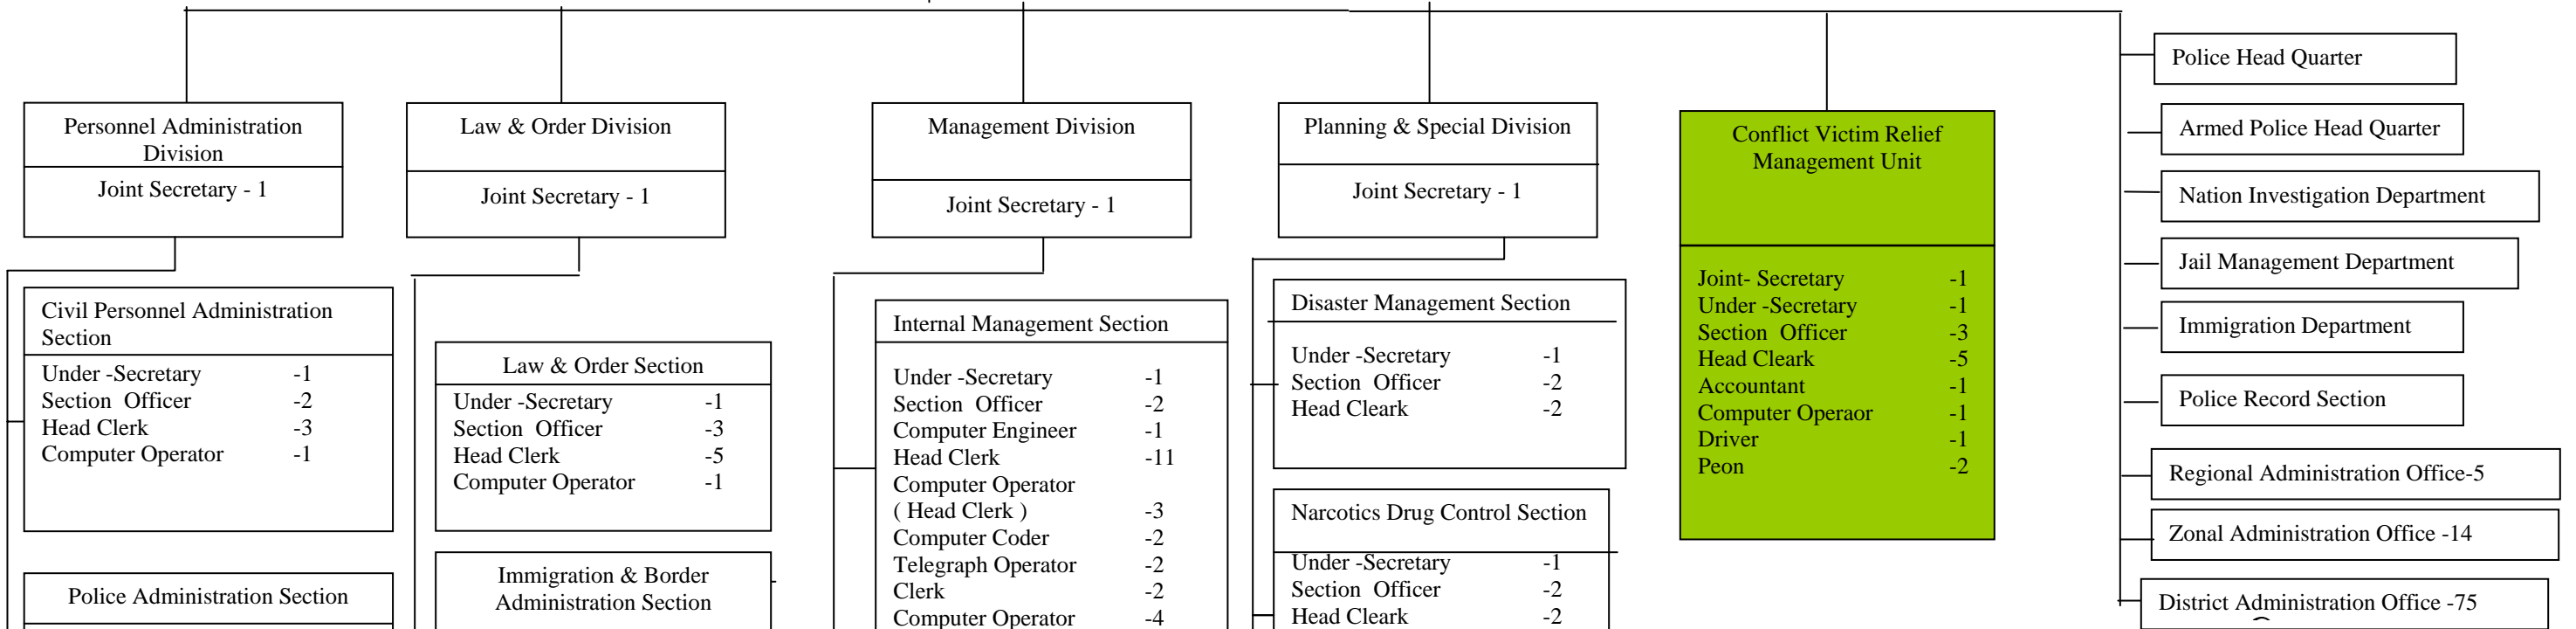 Personnel Administration
Division
Joint Secretary - 1
Civil Personnel Administration
Section
Under -Secretary -1
Section Officer -2
Head Clerk -3
Computer Operator -1
Police Administration Section
Law & Order Division
Joint Secretary - 1
Law & Order Section
Under -Secretary -1
Section Officer -3
Head Clerk -5
Computer Operator -1
Immigration & Border
Administration Section
Management Division
Joint Secretary - 1
Internal Management Section
Under -Secretary -1
Section Officer -2
Computer Engineer -1
Head Clerk -11
Computer Operator
( Head Clerk ) -3
Computer Coder -2
Telegraph Operator -2
Clerk -2
Computer Operator -4
Planning & Special Division
Joint Secretary - 1
Disaster Management Section
Under -Secretary -1
Section Officer -2
Head Cleark -2
Narcotics Drug Control Section
Under -Secretary -1
Section Officer -2
Head Cleark -2
Conflict Victim Relief
Management Unit
Joint- Secretary -1
Under -Secretary -1
Section Officer -3
Head Cleark -5
Accountant -1
Computer Operaor -1
Driver -1
Peon -2
Police Head Quarter
Armed Police Head Quarter
Nation Investigation Department
Jail Management Department
Immigration Department
Police Record Section
Regional Administration Office-5
Zonal Administration Office -14
District Administration Office -75